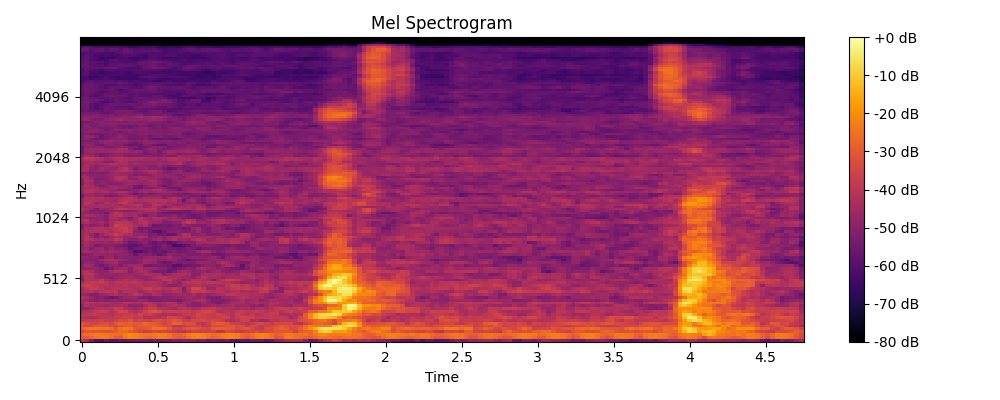 Mel Spectrogram
+0 dB
-10 dB
-20 dB
-30 dB
-40 dB
-50 dB
-60 dB
-70 dB
-80 dB
Hz
4096
2048
1024
512
0
0 0.5 1 1.5 2 2.5 3 3.5 4 4.5
Time